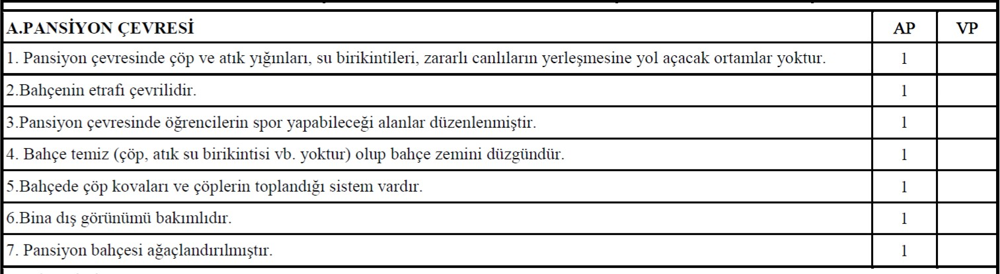 A.PANSİYON ÇEVRESİ AP VP
1. Pansiyon çevresinde çöp ve atık yığınları, su birikintileri, zararlı canlıların yerleşmesine yol açacak ortamlar yoktur. 1
2.Bahçenin etrafı çevrilidir. 1
3.Pansiyon çevresinde öğrencilerin spor yapabileceği alanlar düzenlenmiştir. 1
4. Bahçe temiz (çöp, atık su birikintisi vb. yoktur) olup bahçe zemini düzgündür. 1
5.Bahçede çöp kovaları ve çöplerin toplandığı sistem vardır. 1
6.Bina dış görünümü bakımlıdır. 1
7. Pansiyon bahçesi ağaçlandırılmıştır. 1